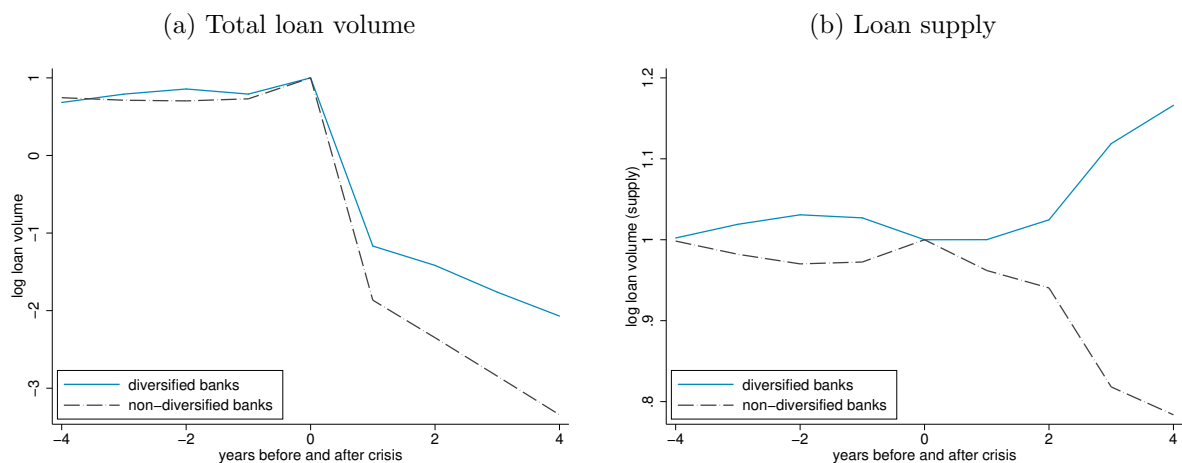 (a) Total loan volume
log loan volume
1
0
−1
−2
−3
diversified banks
non−diversified banks
−4
−2
0
2
4
years before and after crisis
(b) Loan supply
log loan volume (supply)
1.2
1.1
1
.9
.8
diversified banks
non−diversified banks
−4
−2
0
2
4
years before and after crisis